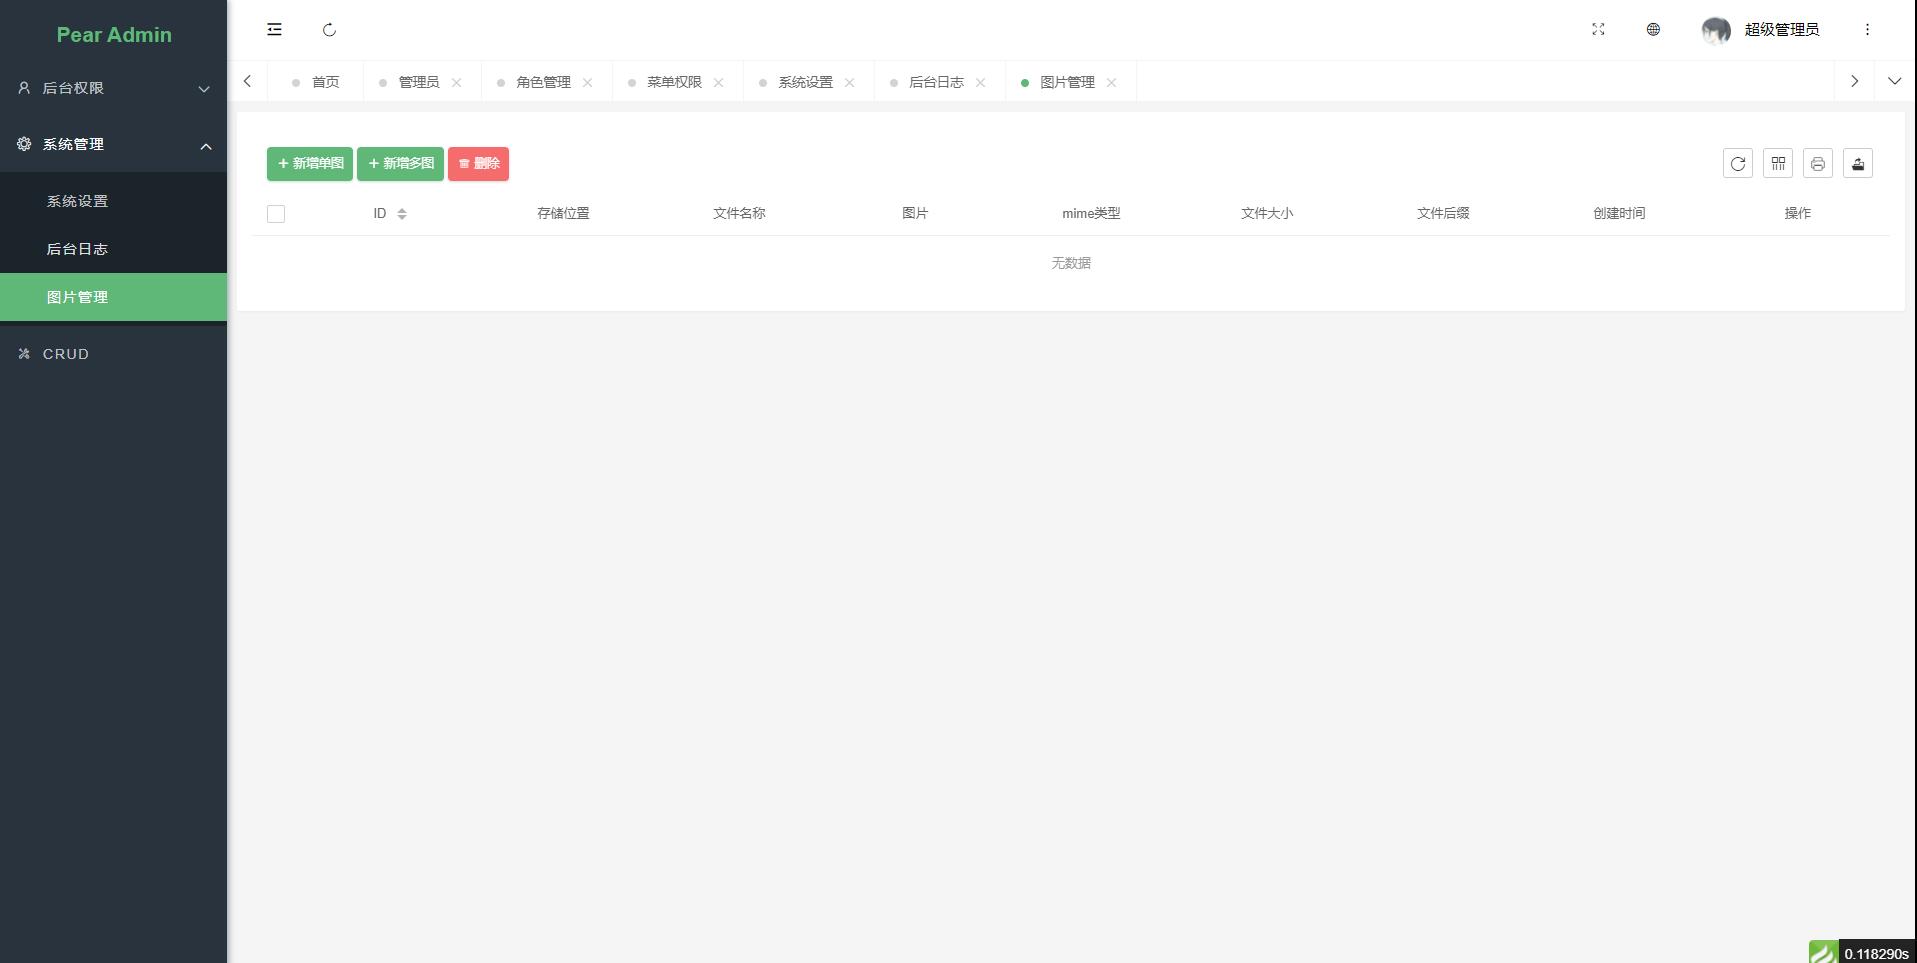 Pear Admin
超级管理员
后台权限
首页
管理员
角色管理
菜单权限
系统设置
后台日志
图片管理
系统管理
系统设置
后台日志
图片管理
CRUD
新增单图
新增多图
删除
ID
存储位置
文件名称
图片
mime类型
文件大小
文件后缀
创建时间
操作
无数据
0.118290s